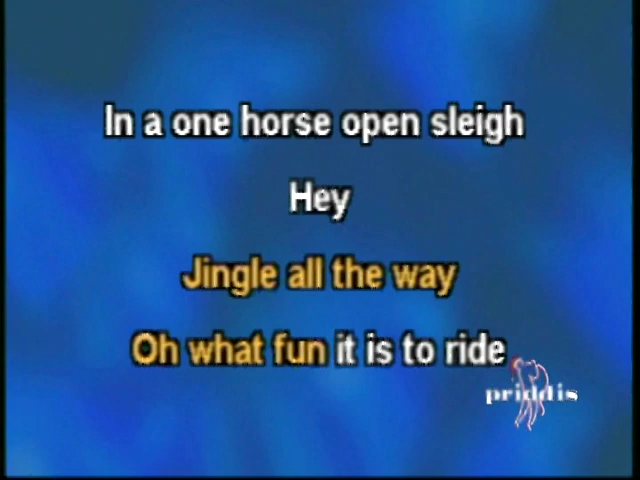 In a one horse open sleigh
Hey
Jingle all the way
Oh what fun it is to ride
priddis